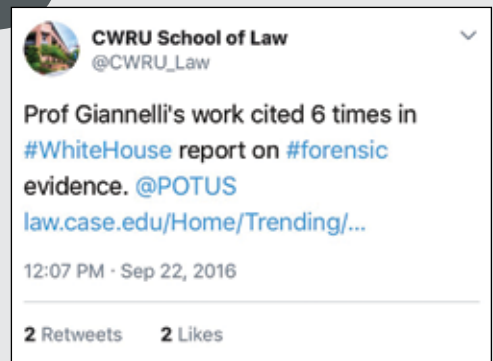 CWRU School of Law
@CWRU_Law
Prof Giannelli's work cited 6 times in
#WhiteHouse report on #forensic
evidence. @POTUS
law.case.edu/Home/Trending/...
12:07 PM · Sep 22, 2016
2 Retweets 2 Likes